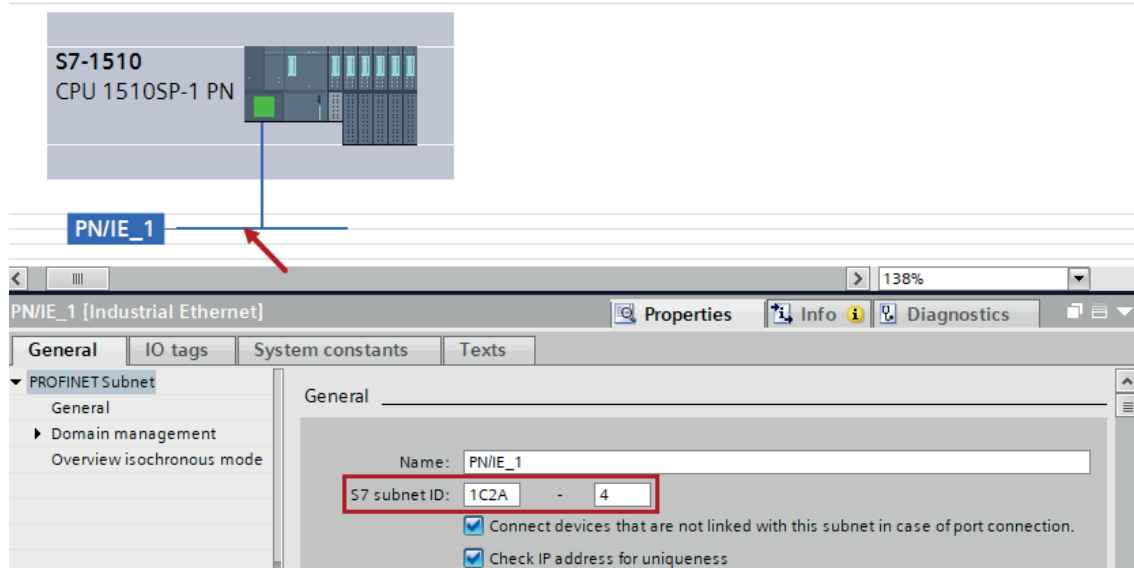 S7-1510
CPU 1510SP-1 PN
PN/IE_1
138%
PN/IE_1 [Industrial Ethernet]
Properties
Info
Diagnostics
General
IO tags
System constants
Texts
PROFINET Subnet
General
Domain management
Overview isochronous mode
General
Name: PN/IE_1
S7 subnet ID: 1C2A - 4
Connect devices that are not linked with this subnet in case of port connection.
Check IP address for uniqueness